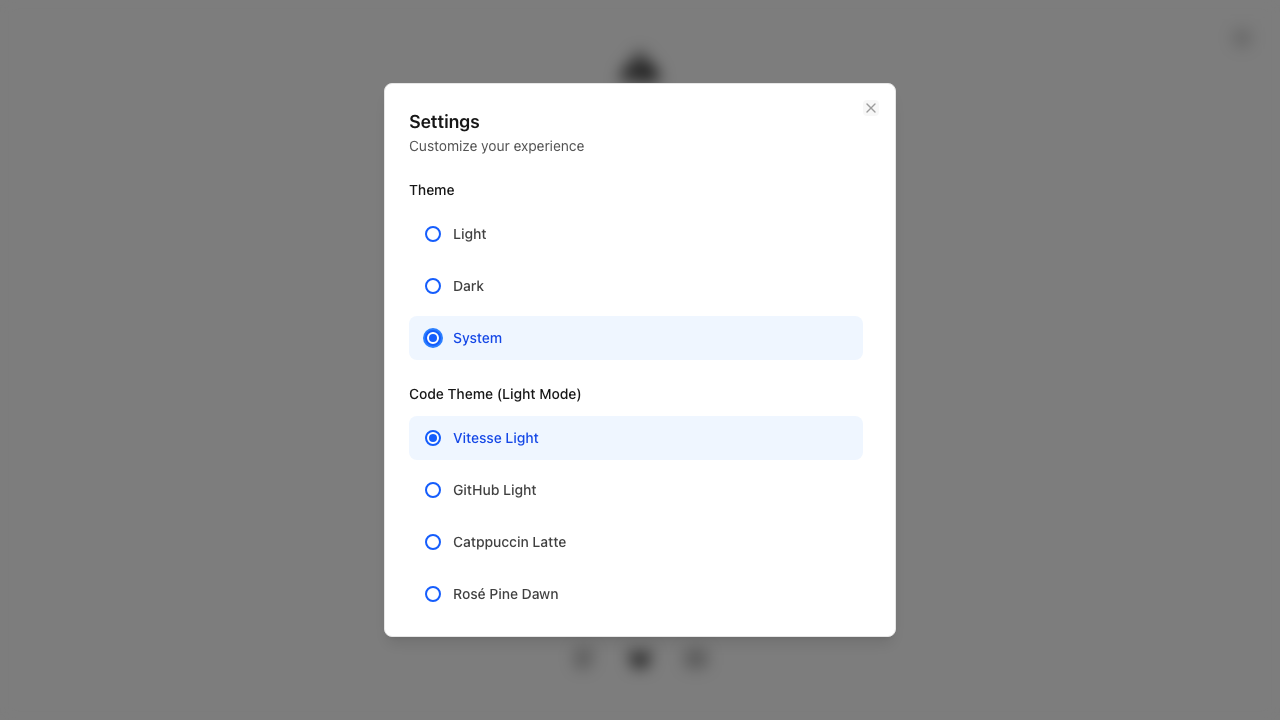 Settings
Customize your experience
Theme
Light
Dark
System
Code Theme (Light Mode)
Vitesse Light
GitHub Light
Catppuccin Latte
Rosé Pine Dawn